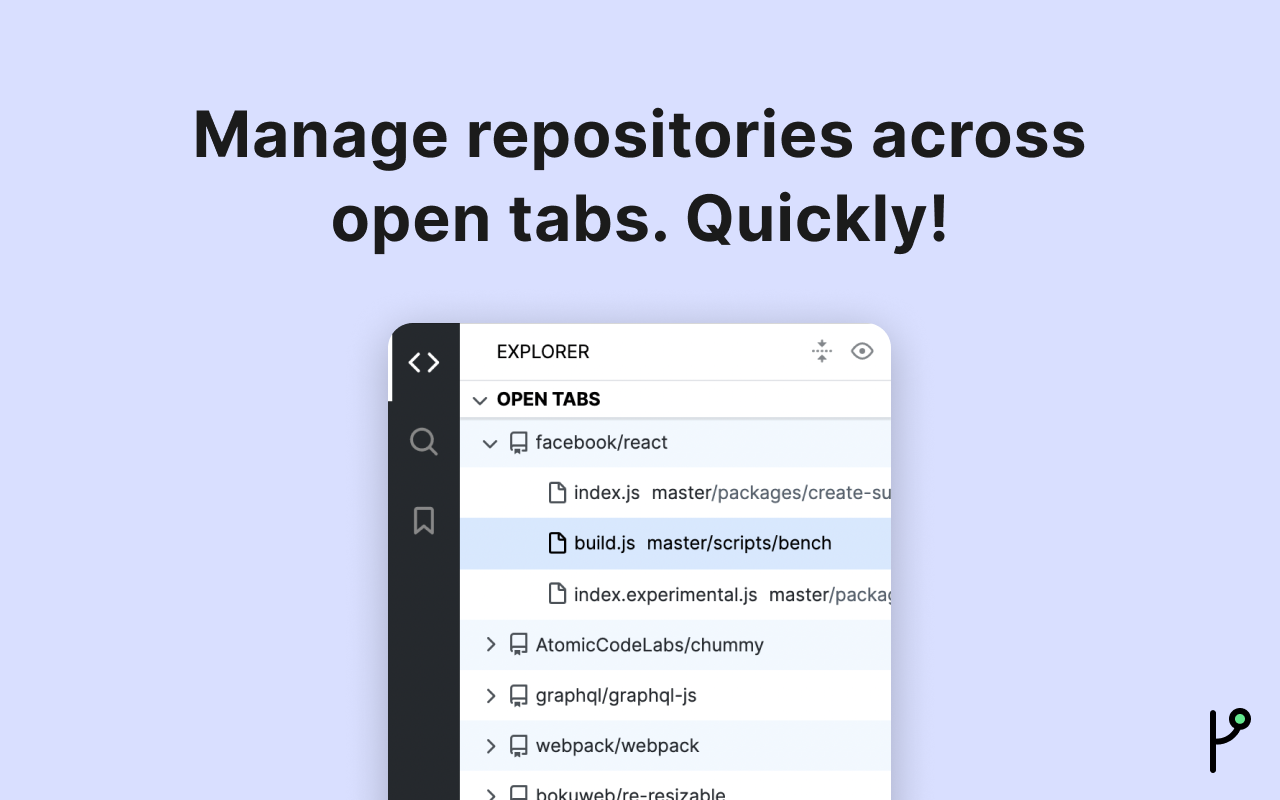 Manage repositories across
open tabs. Quickly!
EXPLORER
OPEN TABS
facebook/react
index.js master/packages/create-su
build.js master/scripts/bench
index.experimental.js master/packag
AtomicCodeLabs/chummy
graphql/graphql-js
webpack/webpack
bokuweb/re-resizable